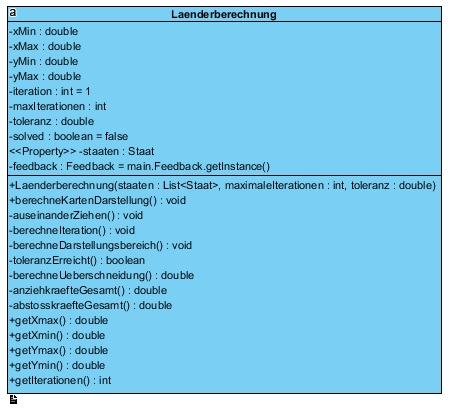 a
Laenderberechnung
-xMin : double
-xMax : double
-yMin : double
-yMax : double
-iteration : int = 1
-maxIterationen : int
-toleranz : double
-solved : boolean = false
<<Property>> -staaten : Staat
-feedback : Feedback = main.Feedback.getInstance()
+Laenderberechnung(staaten : List<Staat>, maximaleIterationen : int, toleranz : double)
+berechneKartenDarstellung() : void
-auseinanderZiehen() : void
-berechneIteration() : void
-berechneDarstellungsbereich() : void
-toleranzErreicht() : boolean
-berechneUeberschneidung() : double
-anziehkraefteGesamt() : double
-abstosskraefteGesamt() : double
+getXmax() : double
+getXmin() : double
+getYmax() : double
+getYmin() : double
+getIterationen() : int